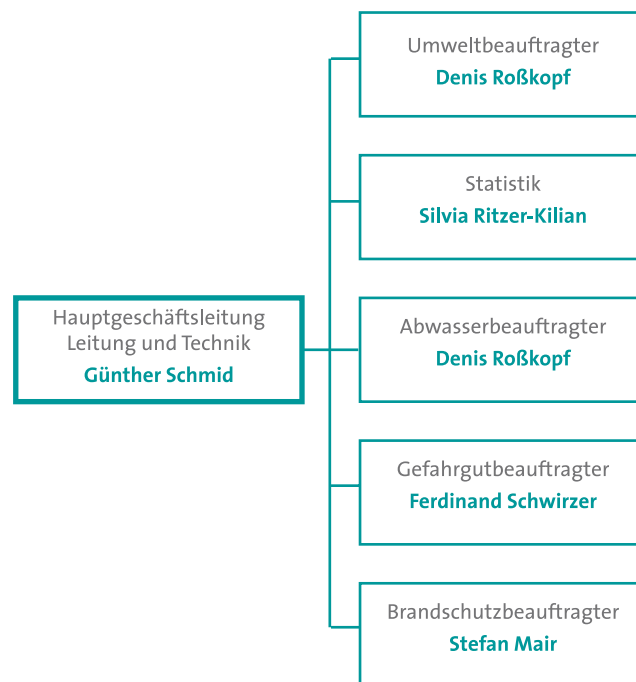 Umweltbeauftragter
Denis Roßkopf
Statistik
Silvia Ritzer-Kilian
Hauptgeschäftsleitung
Leitung und Technik
Günther Schmid
Abwasserbeauftragter
Denis Roßkopf
Gefahrgutbeauftragter
Ferdinand Schwirzer
Brandschutzbeauftragter
Stefan Mair